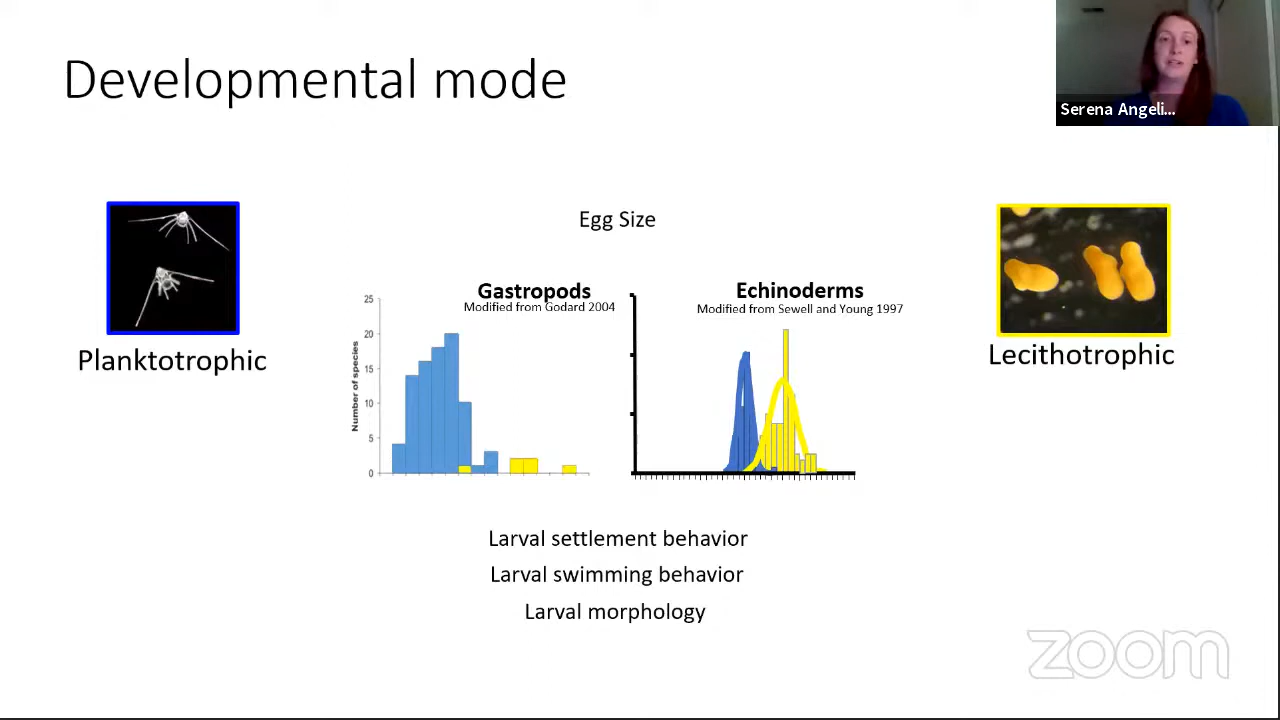 Developmental mode
Serena Angeli...
Egg Size
Gastropods
Modified from Godard 2004
Echinoderms
Modified from Sewell and Young 1997
Number of species
25
20
15
10
5
0
Planktotrophic
Lecithotrophic
Larval settlement behavior
Larval swimming behavior
Larval morphology
zoom